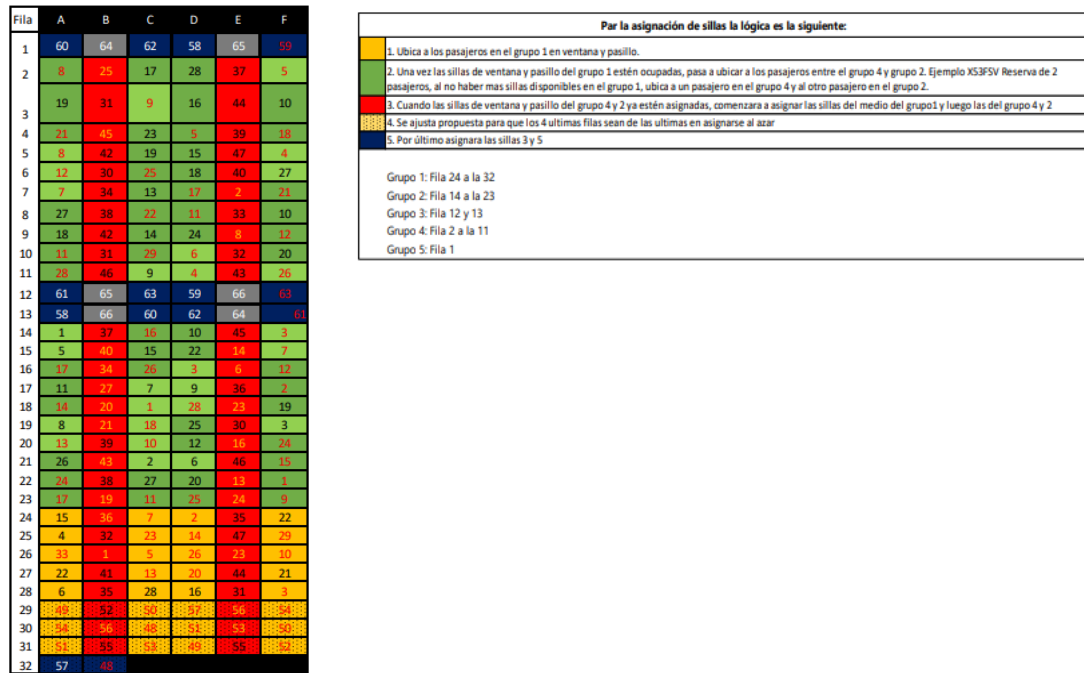 Fila A B C D E F
1 60 64 62 58 65 59
2 8 25 17 28 37 5
3 19 31 9 16 44 10
4 21 45 23 5 39 18
5 8 42 19 15 47 4
6 12 30 25 18 40 27
7 7 34 13 17 2 21
8 27 38 22 11 33 10
9 18 42 14 24 8 12
10 11 31 29 6 32 20
11 28 46 9 4 43 26
12 61 65 63 59 66 63
13 58 66 60 62 64 61
14 1 37 16 10 45 3
15 5 40 15 22 14 7
16 17 34 26 3 6 12
17 11 27 7 9 36 2
18 14 20 1 28 23 19
19 8 21 18 25 30 3
20 13 39 10 12 16 24
21 26 43 2 6 46 15
22 24 38 27 20 13 1
23 17 19 11 25 24 9
24 15 36 7 2 35 22
25 4 32 23 14 47 29
26 33 1 5 26 23 10
27 22 41 13 20 44 21
28 6 35 28 16 31 3
29 49 52 50 57 56 54
30 54 56 48 51 53 50
31 51 55 53 49 55 52
32 57 48
Par la asignación de sillas la lógica es la siguiente:
1. Ubica a los pasajeros en el grupo 1 en ventana y pasillo.
2. Una vez las sillas de ventana y pasillo del grupo 1 estén ocupadas, pasa a ubicar a los pasajeros entre el grupo 4 y grupo 2. Ejemplo XS3FSV Reserva de 2
pasajeros, al no haber mas sillas disponibles en el grupo 1, ubica a un pasajero en el grupo 4 y al otro pasajero en el grupo 2.
3. Cuando las sillas de ventana y pasillo del grupo 4 y 2 ya estén asignadas, comenzara a asignar las sillas del medio del grupo1 y luego las del grupo 4 y 2
4. Se ajusta propuesta para que los 4 ultimas filas sean de las ultimas en asignarse al azar
5. Por último asignara las sillas 3 y 5
Grupo 1: Fila 24 a la 32
Grupo 2: Fila 14 a la 23
Grupo 3: Fila 12 y 13
Grupo 4: Fila 2 a la 11
Grupo 5: Fila 1